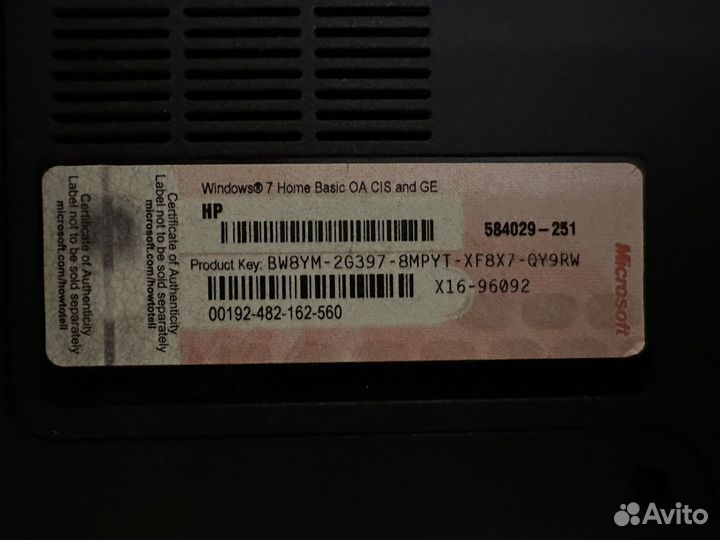 Certificate of Authenticity
Label not to be sold separately
microsoft.com/howtotell
Certificate of Authenticity
Label not to be sold separately
microsoft.com/howtotell
Windows® 7 Home Basic OA CIS and GE
HP
584029-251
Product Key: BW8YM-2G397-8MPYT-XF8X7-QY9RW
X16-96092
00192-482-162-560
Microsoft
Avito